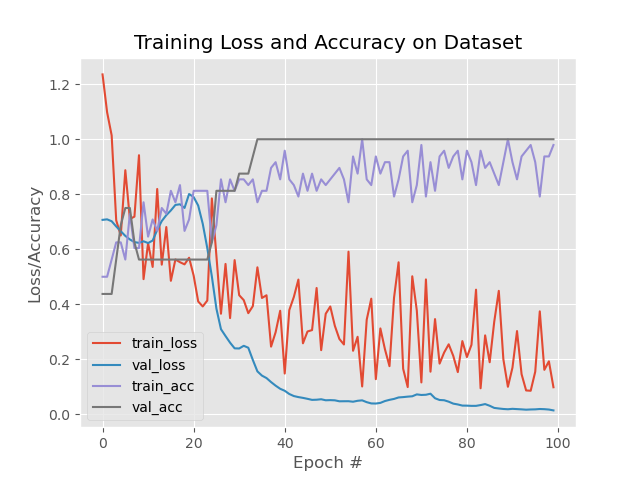 Training Loss and Accuracy on Dataset
1.2
1.0
0.8
0.6
0.4
0.2
0.0
Loss/Accuracy
train_loss
val_loss
train_acc
val_acc
0 20 40 60 80 100
Epoch #